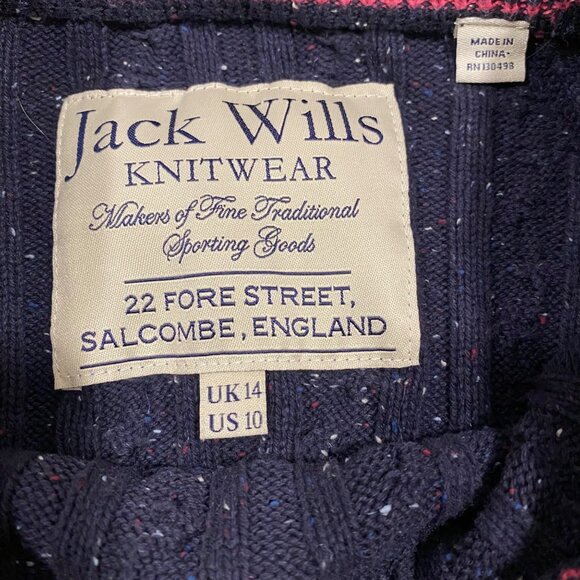 Jack Wills
KNITWEAR
Makers of Fine Traditional
Sporting Goods
22 FORE STREET,
SALCOMBE, ENGLAND
UK 14
US 10
MADE IN
CHINA
RN 130498